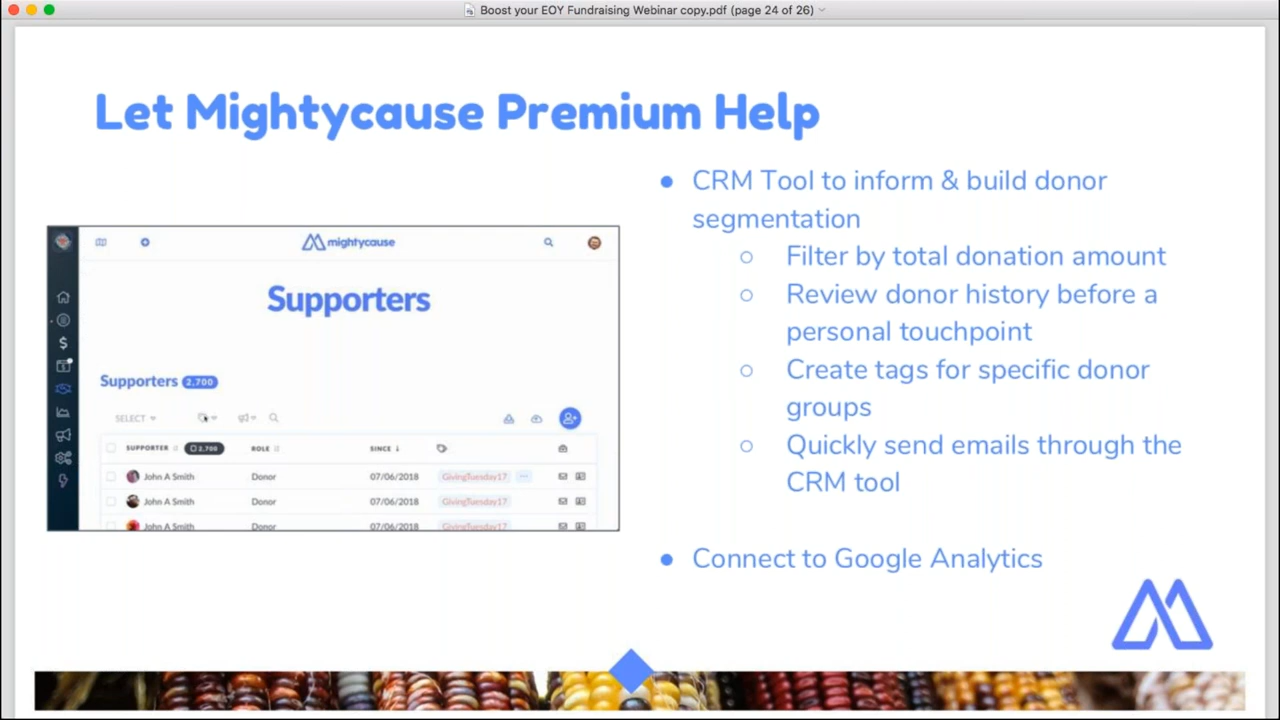 Boost your EOY Fundraising Webinar copy.pdf (page 24 of 26)
Let Mightycause Premium Help
mightycause
Supporters
Supporters 2,700
SELECT
SUPPORTER 2,700 ROLE SINCE
John A Smith Donor 07/06/2018 GivingTuesday17
John A Smith Donor 07/06/2018 GivingTuesday17
John A Smith Donor 07/06/2018 GivingTuesday17
● CRM Tool to inform & build donor
segmentation
○ Filter by total donation amount
○ Review donor history before a
personal touchpoint
○ Create tags for specific donor
groups
○ Quickly send emails through the
CRM tool
● Connect to Google Analytics